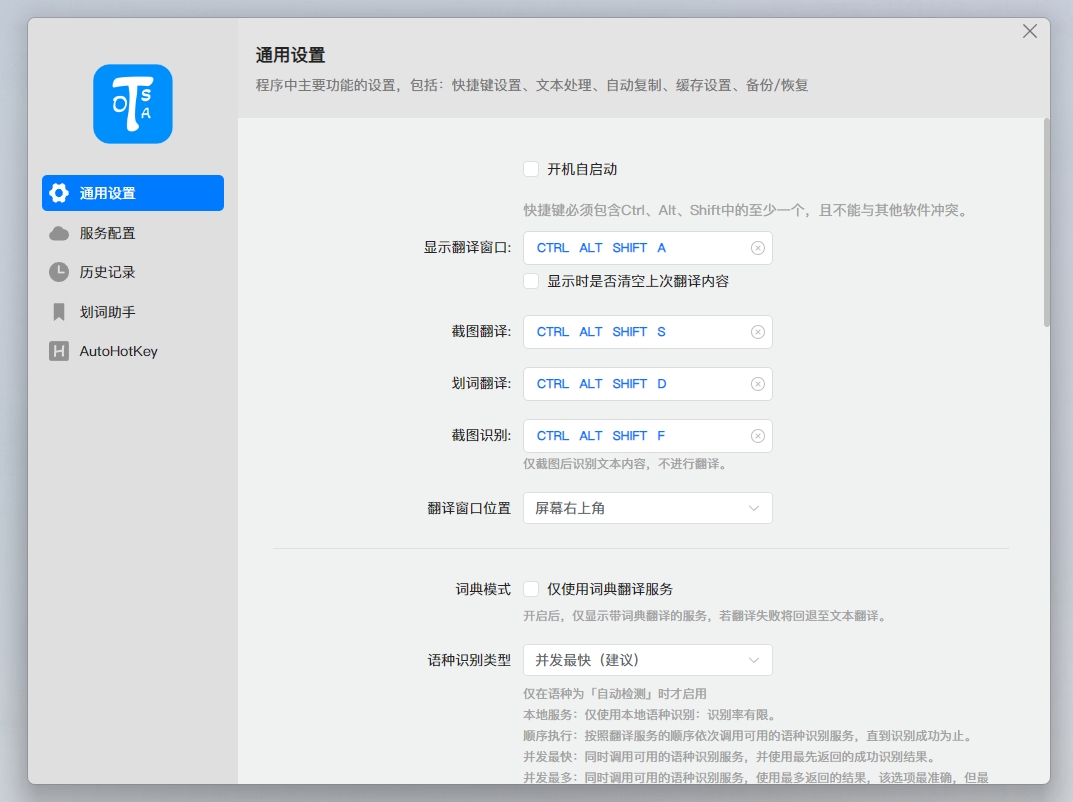 通用设置
程序中主要功能的设置，包括：快捷键设置、文本处理、自动复制、缓存设置、备份/恢复
O T S A
通用设置
服务配置
历史记录
划词助手
H AutoHotKey
开机自启动
快捷键必须包含Ctrl、Alt、Shift中的至少一个，且不能与其他软件冲突。
显示翻译窗口: CTRL ALT SHIFT A
显示时是否清空上次翻译内容
截图翻译: CTRL ALT SHIFT S
划词翻译: CTRL ALT SHIFT D
截图识别: CTRL ALT SHIFT F
仅截图后识别文本内容，不进行翻译。
翻译窗口位置 屏幕右上角
词典模式 仅使用词典翻译服务
开启后，仅显示带词典翻译的服务，若翻译失败将回退至文本翻译。
语种识别类型 并发最快（建议）
仅在语种为「自动检测」时才启用
本地服务：仅使用本地语种识别：识别率有限。
顺序执行：按照翻译服务的顺序依次调用可用的语种识别服务，直到识别成功为止。
并发最快：同时调用可用的语种识别服务，并使用最先返回的成功识别结果。
并发最多：同时调用可用的语种识别服务，使用最多返回的结果，该选项最准确，但最